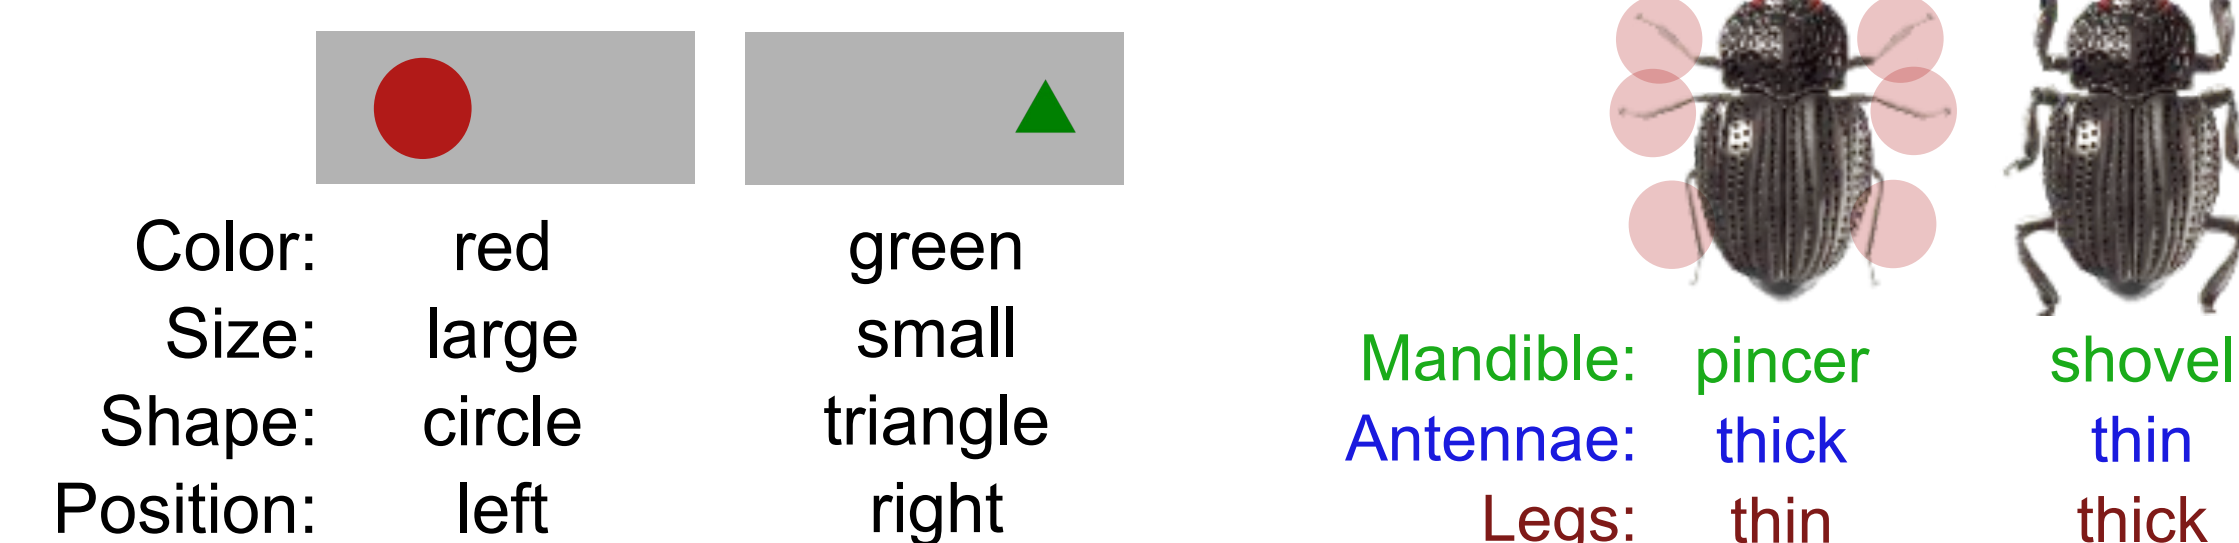 Color: red green
Size: large small
Shape: circle triangle
Position: left right
Mandible: pincer shovel
Antennae: thick thin
Legs: thin thick